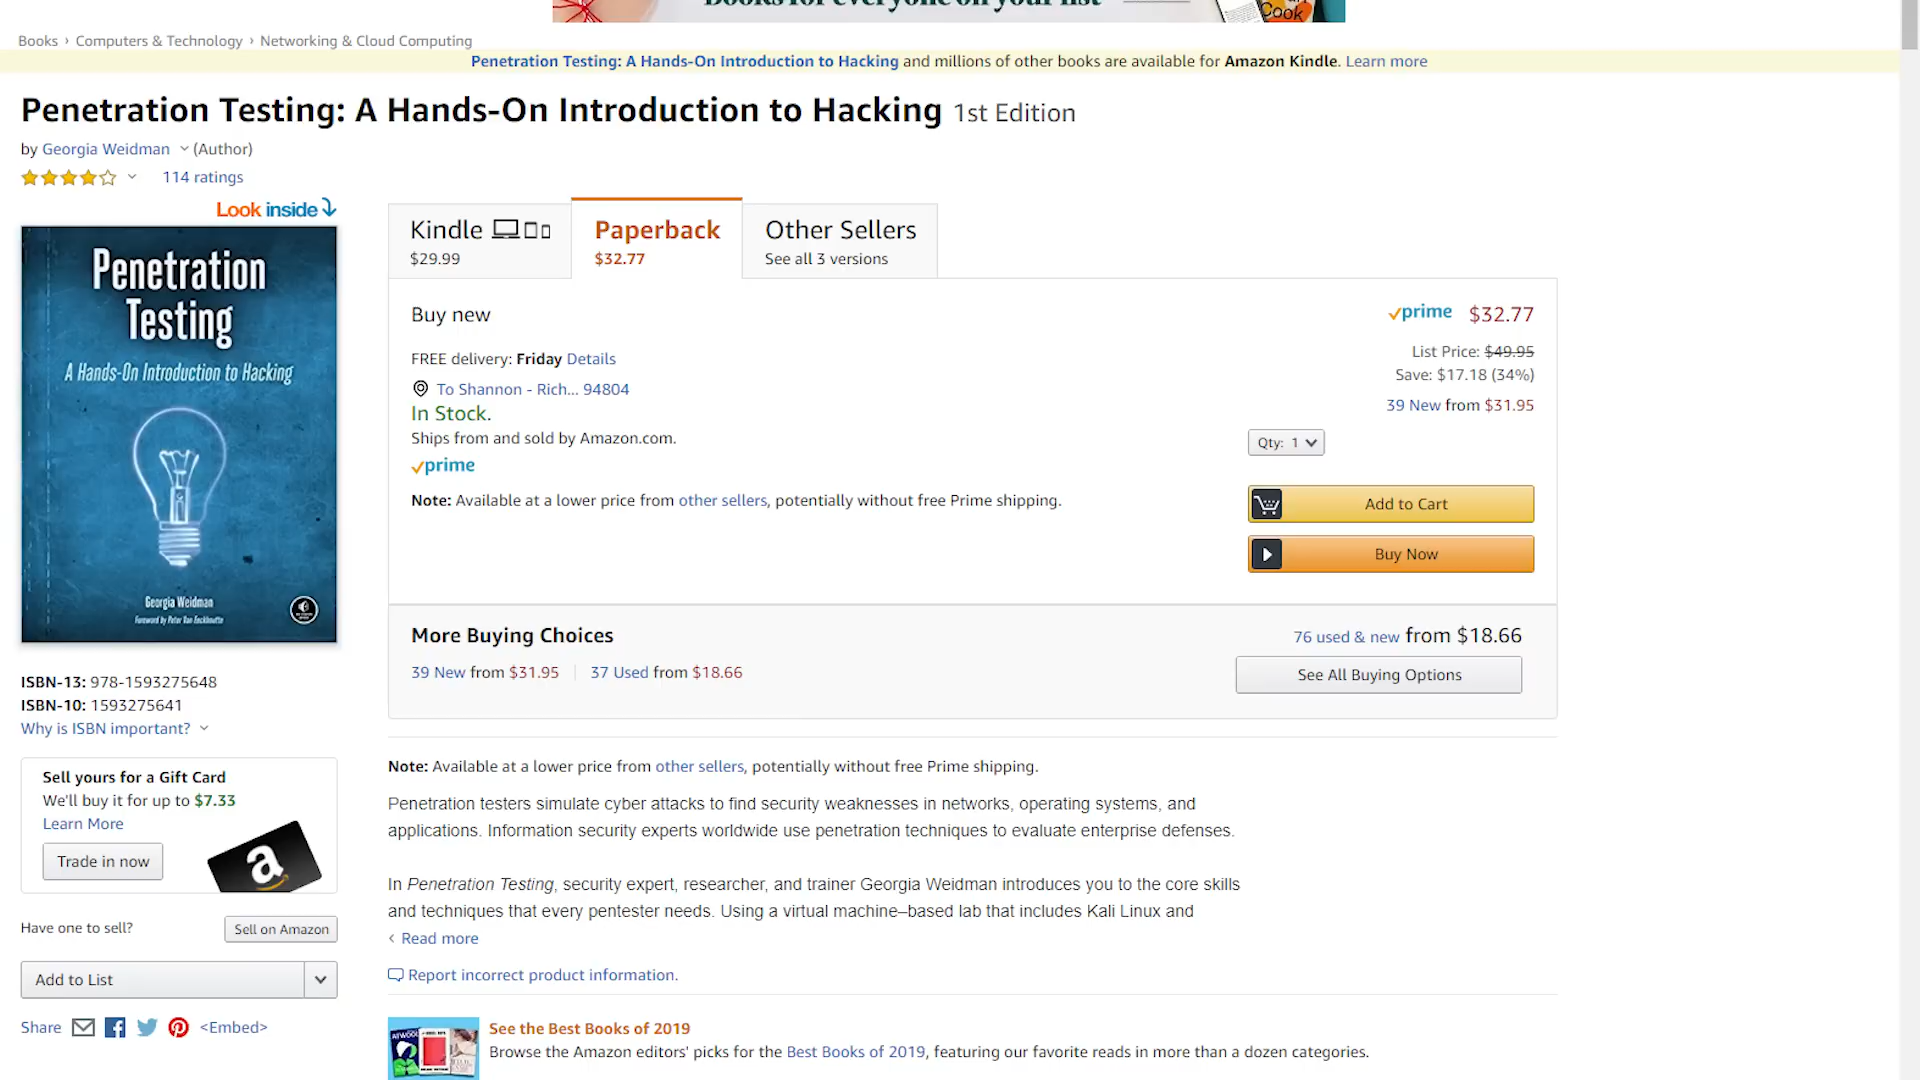 Books for everyone on your list
Cook
Books › Computers & Technology › Networking & Cloud Computing
Penetration Testing: A Hands-On Introduction to Hacking and millions of other books are available for Amazon Kindle. Learn more
Penetration Testing: A Hands-On Introduction to Hacking 1st Edition
by Georgia Weidman (Author)
114 ratings
Look inside
Kindle
$29.99
Paperback
$32.77
Other Sellers
See all 3 versions
Penetration
Testing
A Hands-On Introduction to Hacking
Georgia Weidman
Foreword by Peter Van Eeckhoutte
Buy new
prime $32.77
List Price: $49.95
Save: $17.18 (34%)
39 New from $31.95
FREE delivery: Friday Details
To Shannon - Rich... 94804
In Stock.
Ships from and sold by Amazon.com.
prime
Note: Available at a lower price from other sellers, potentially without free Prime shipping.
Qty: 1
Add to Cart
Buy Now
More Buying Choices
39 New from $31.95 | 37 Used from $18.66
76 used & new from $18.66
See All Buying Options
ISBN-13: 978-1593275648
ISBN-10: 1593275641
Why is ISBN important?
Sell yours for a Gift Card
We'll buy it for up to $7.33
Learn More
Trade in now
a
Have one to sell?
Sell on Amazon
Add to List
Share
<Embed>
Note: Available at a lower price from other sellers, potentially without free Prime shipping.
Penetration testers simulate cyber attacks to find security weaknesses in networks, operating systems, and
applications. Information security experts worldwide use penetration techniques to evaluate enterprise defenses.
In Penetration Testing, security expert, researcher, and trainer Georgia Weidman introduces you to the core skills
and techniques that every pentester needs. Using a virtual machine–based lab that includes Kali Linux and
‹ Read more
Report incorrect product information.
ATWOOD
See the Best Books of 2019
Browse the Amazon editors' picks for the Best Books of 2019, featuring our favorite reads in more than a dozen categories.